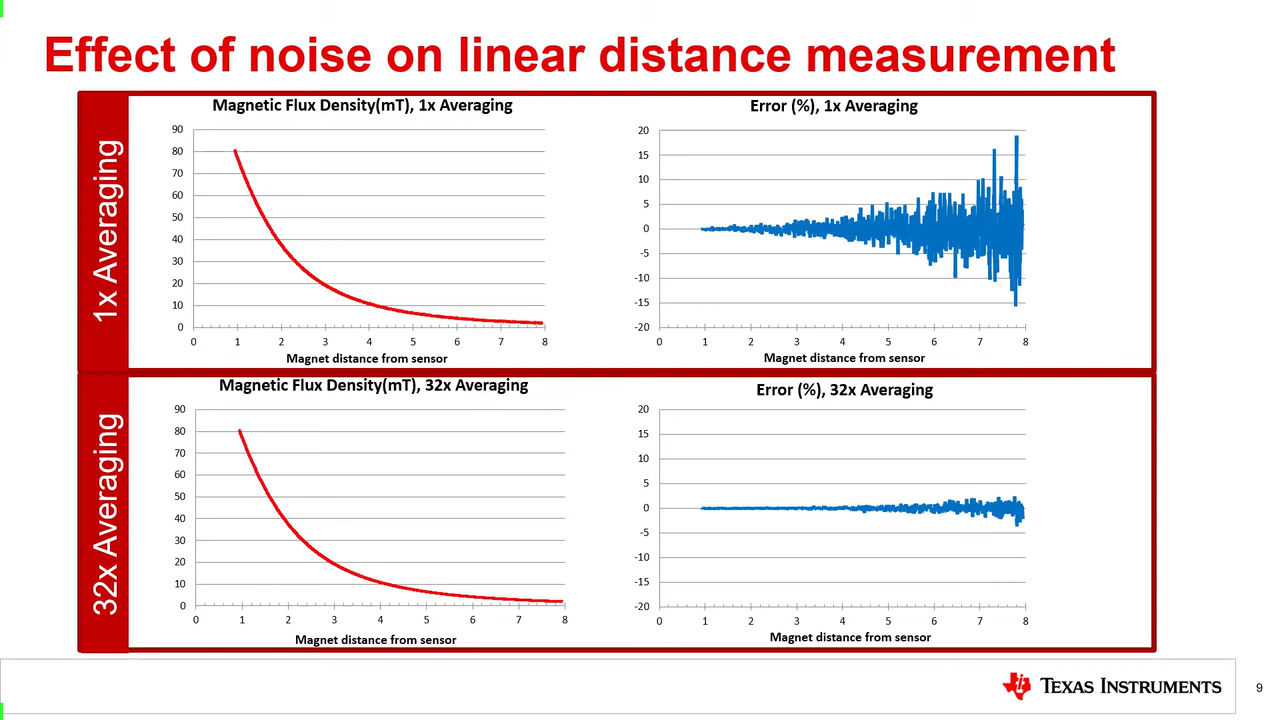 Effect of noise on linear distance measurement
1x Averaging
Magnetic Flux Density(mT), 1x Averaging
90
80
70
60
50
40
30
20
10
0
0 1 2 3 4 5 6 7 8
Magnet distance from sensor
Error (%), 1x Averaging
20
15
10
5
0
-5
-10
-15
-20
0 1 2 3 4 5 6 7 8
Magnet distance from sensor
32x Averaging
Magnetic Flux Density(mT), 32x Averaging
90
80
70
60
50
40
30
20
10
0
0 1 2 3 4 5 6 7 8
Magnet distance from sensor
Error (%), 32x Averaging
20
15
10
5
0
-5
-10
-15
-20
0 1 2 3 4 5 6 7 8
Magnet distance from sensor
TEXAS INSTRUMENTS
9